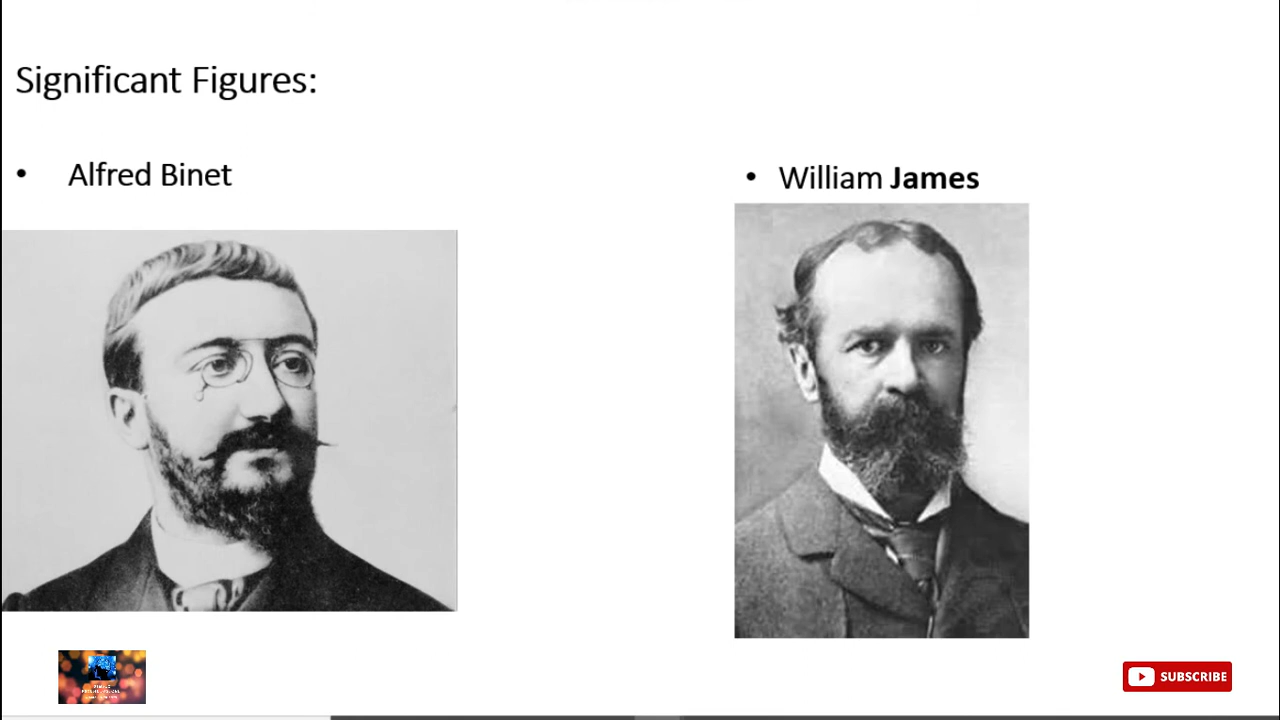 Significant Figures:
• Alfred Binet
• William James
SUBSCRIBE